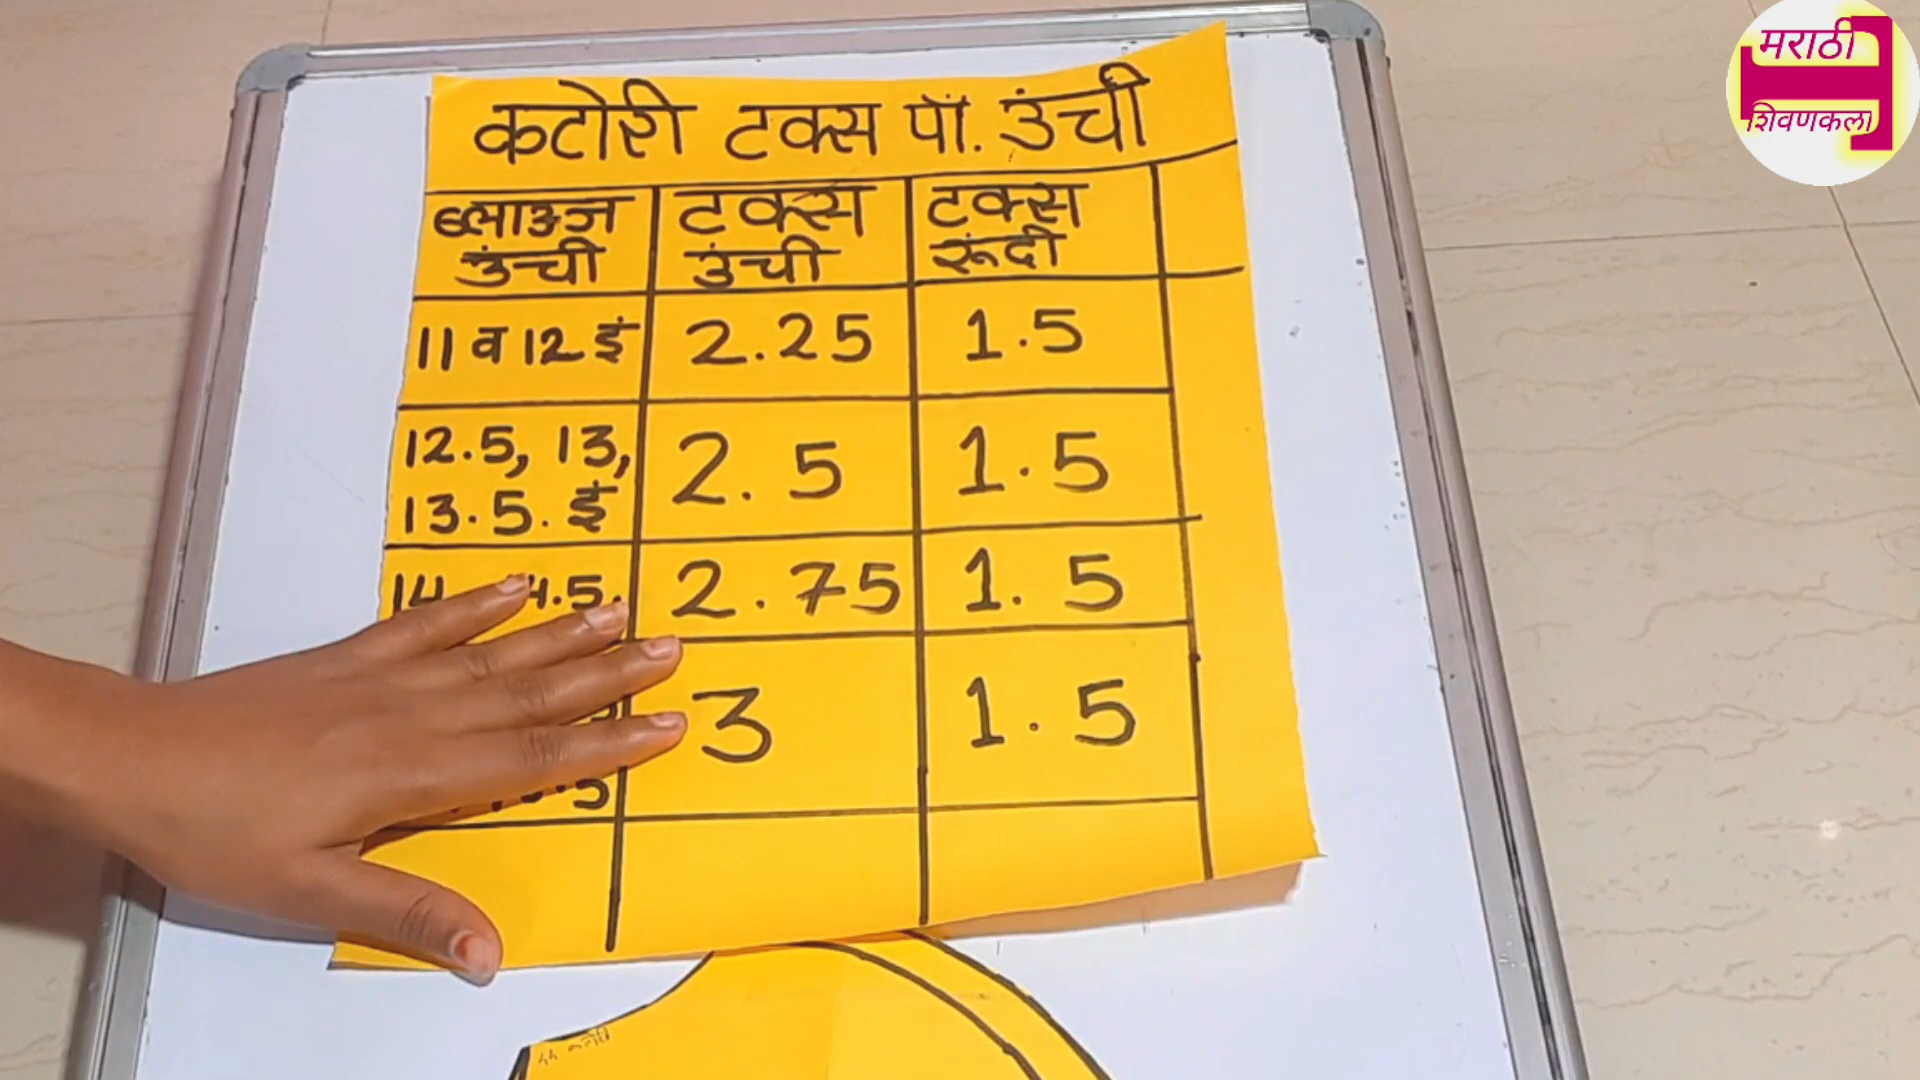 मराठी
शिवणकला
कटोरी टक्स पॉ. उंची
ब्लाऊज उंची
टक्स उंची
टक्स रूंदी
11 व 12 इं
2.25
1.5
12.5, 13,
13.5. इं
2.5
1.5
14
2.75
1.5
3
1.5